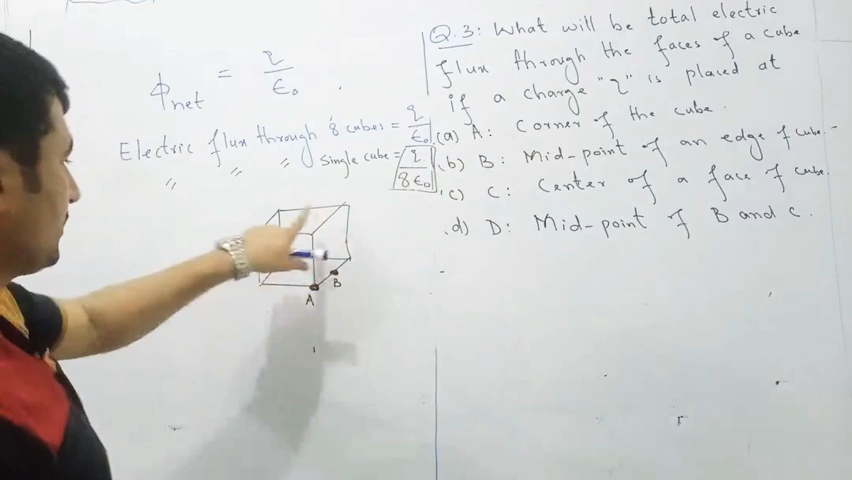 ϕnet = q/ε₀ .
Electric flux through 8 cubes = q/ε₀
〃 〃 〃 Single cube = q/8ε₀
A
B
Q.3: What will be total electric
flux through the faces of a cube
if a charge "q" is placed at
(a) A: Corner of the cube.
(b) B: Mid-point of an edge of cube.
(c) C: Center of a face of cube.
(d) D: Mid-point of B and C.